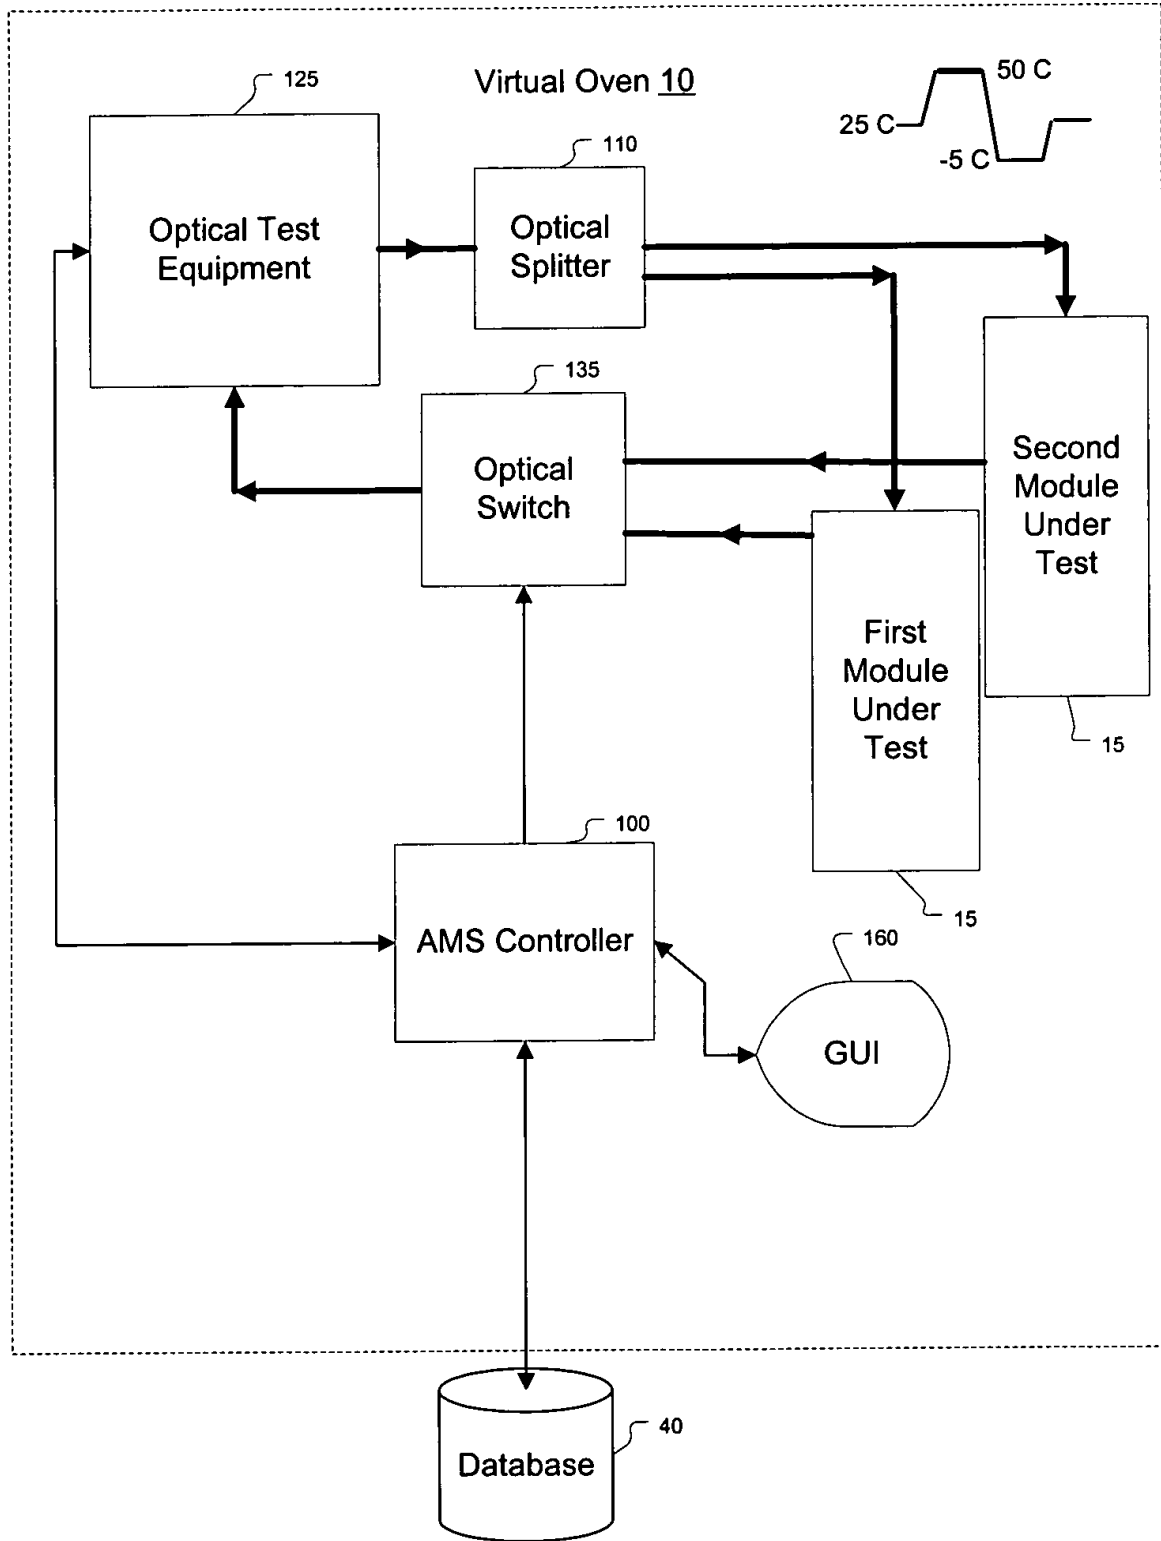 125
Virtual Oven 10
50 C
25 C
-5 C
110
Optical Test
Equipment
Optical
Splitter
135
Optical
Switch
Second
Module
Under
Test
First
Module
Under
Test
15
100
15
AMS Controller
160
GUI
40
Database